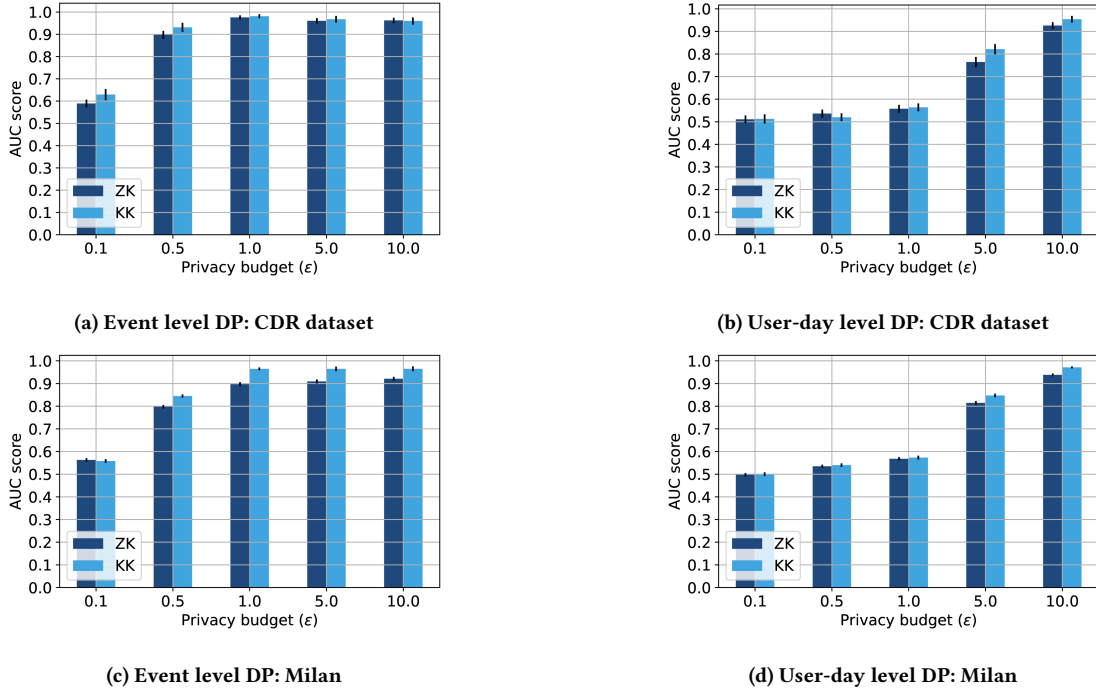 1.0
0.9
0.8
0.7
0.6
0.5
0.4
0.3
0.2
0.1
0.0
AUC score
ZK
KK
0.1 0.5 1.0 5.0 10.0
Privacy budget (ε)
(a) Event level DP: CDR dataset
1.0
0.9
0.8
0.7
0.6
0.5
0.4
0.3
0.2
0.1
0.0
AUC score
ZK
KK
0.1 0.5 1.0 5.0 10.0
Privacy budget (ε)
(b) User-day level DP: CDR dataset
1.0
0.9
0.8
0.7
0.6
0.5
0.4
0.3
0.2
0.1
0.0
AUC score
ZK
KK
0.1 0.5 1.0 5.0 10.0
Privacy budget (ε)
(c) Event level DP: Milan
1.0
0.9
0.8
0.7
0.6
0.5
0.4
0.3
0.2
0.1
0.0
AUC score
ZK
KK
0.1 0.5 1.0 5.0 10.0
Privacy budget (ε)
(d) User-day level DP: Milan